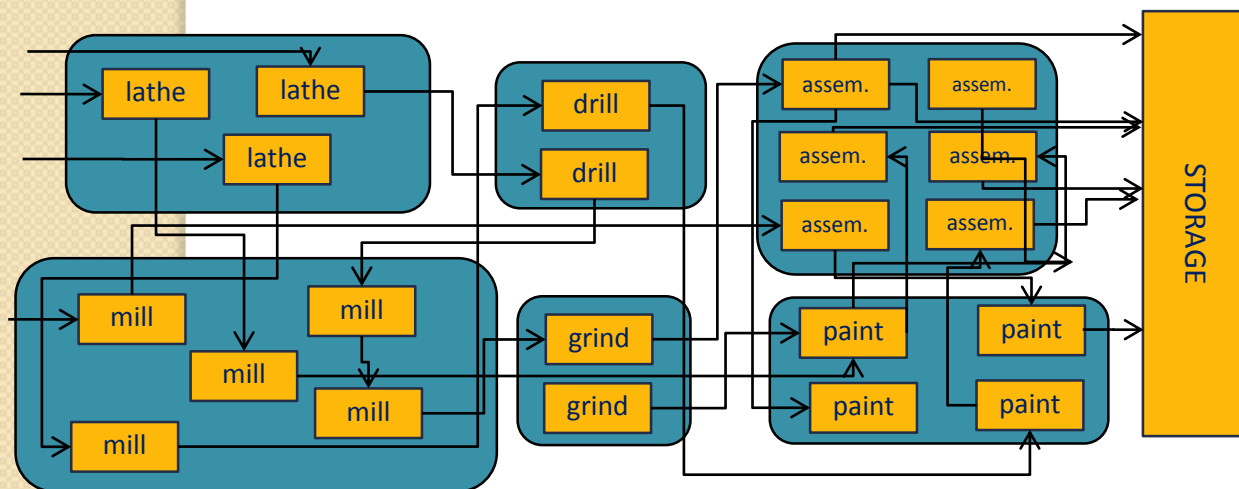 lathe
lathe
lathe
drill
drill
assem.
assem.
assem.
assem.
assem.
assem.
mill
mill
mill
mill
mill
grind
grind
paint
paint
paint
paint
STORAGE